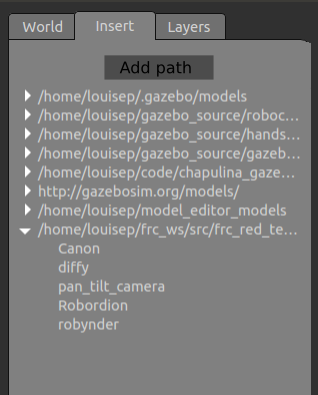 World Insert Layers
Add path
/home/louisep/.gazebo/models
/home/louisep/gazebo_source/roboc...
/home/louisep/gazebo_source/hands...
/home/louisep/gazebo_source/gazeb...
/home/louisep/code/chapulina_gaze...
http://gazebosim.org/models/
/home/louisep/model_editor_models
/home/louisep/frc_ws/src/frc_red_te...
Canon
diffy
pan_tilt_camera
Robordion
robynder